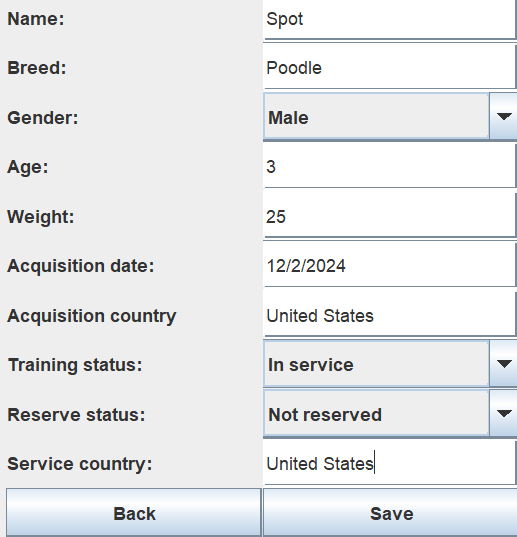 Name: Spot
Breed: Poodle
Gender: Male
Age: 3
Weight: 25
Acquisition date: 12/2/2024
Acquisition country United States
Training status: In service
Reserve status: Not reserved
Service country: United States
Back Save